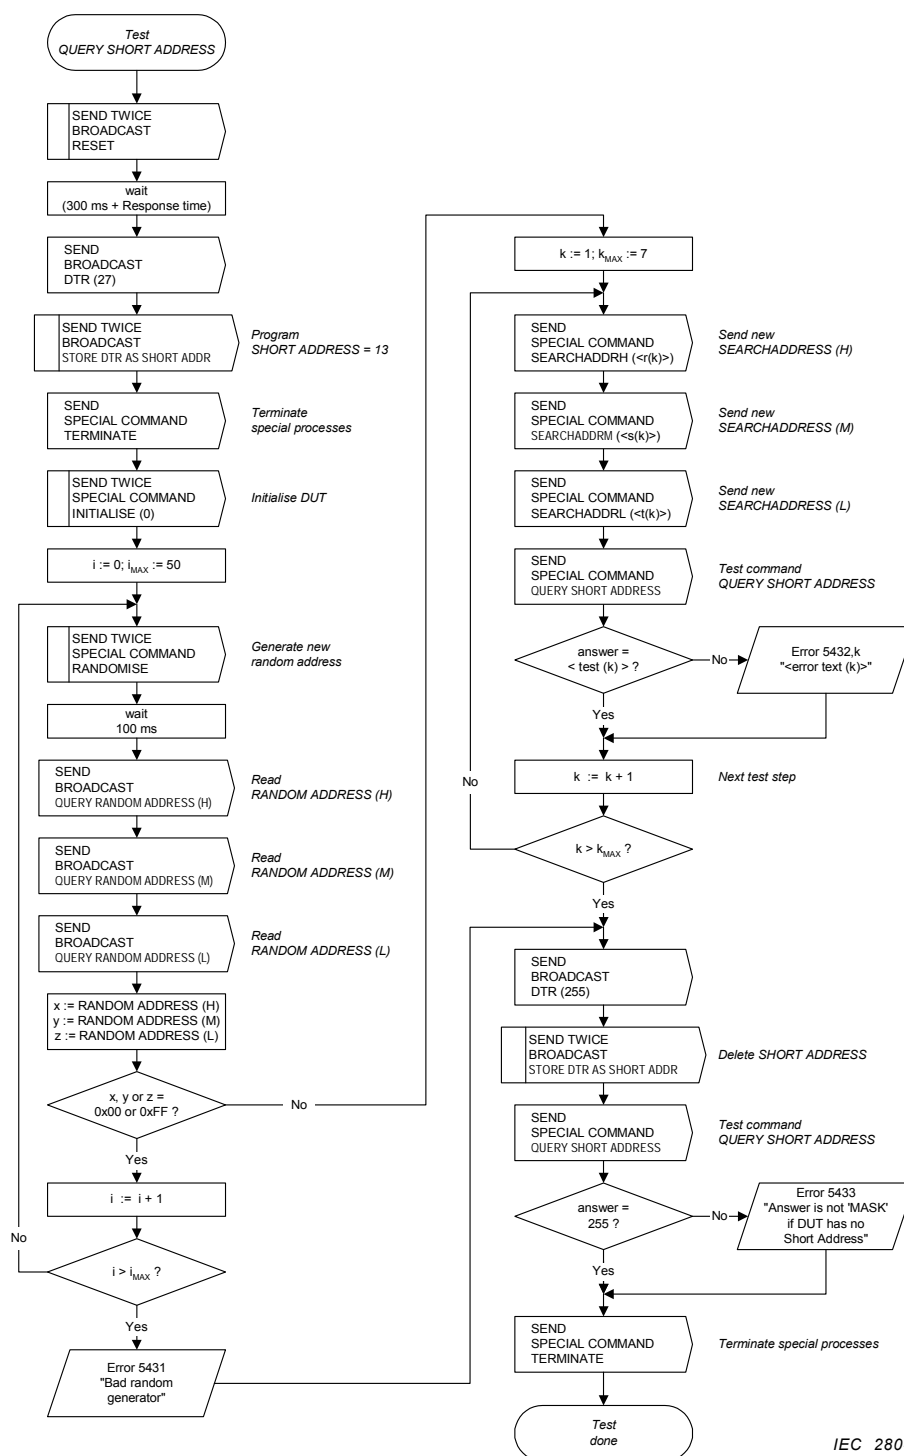 Test
QUERY SHORT ADDRESS
SEND TWICE
BROADCAST
RESET
wait
(300 ms + Response time)
SEND
BROADCAST
DTR (27)
SEND TWICE
BROADCAST
STORE DTR AS SHORT ADDR
Program
SHORT ADDRESS = 13
SEND
SPECIAL COMMAND
TERMINATE
Terminate
special processes
SEND TWICE
SPECIAL COMMAND
INITIALISE (0)
Initialise DUT
i := 0; iMAX := 50
SEND TWICE
SPECIAL COMMAND
RANDOMISE
Generate new
random address
wait
100 ms
SEND
BROADCAST
QUERY RANDOM ADDRESS (H)
Read
RANDOM ADDRESS (H)
SEND
BROADCAST
QUERY RANDOM ADDRESS (M)
Read
RANDOM ADDRESS (M)
SEND
BROADCAST
QUERY RANDOM ADDRESS (L)
Read
RANDOM ADDRESS (L)
x := RANDOM ADDRESS (H)
y := RANDOM ADDRESS (M)
z := RANDOM ADDRESS (L)
x, y or z =
0x00 or 0xFF ?
No
Yes
i := i + 1
No
i > iMAX ?
Yes
Error 5431
"Bad random
generator"
k := 1; kMAX := 7
SEND
SPECIAL COMMAND
SEARCHADDRH (<r(k)>)
Send new
SEARCHADDRESS (H)
SEND
SPECIAL COMMAND
SEARCHADDRM (<s(k)>)
Send new
SEARCHADDRESS (M)
SEND
SPECIAL COMMAND
SEARCHADDRL (<t(k)>)
Send new
SEARCHADDRESS (L)
SEND
SPECIAL COMMAND
QUERY SHORT ADDRESS
Test command
QUERY SHORT ADDRESS
answer =
< test (k) > ?
No
Error 5432,k
"<error text (k)>"
Yes
No
k := k + 1
Next test step
k > kMAX ?
Yes
SEND
BROADCAST
DTR (255)
SEND TWICE
BROADCAST
STORE DTR AS SHORT ADDR
Delete SHORT ADDRESS
SEND
SPECIAL COMMAND
QUERY SHORT ADDRESS
Test command
QUERY SHORT ADDRESS
answer =
255 ?
No
Error 5433
"Answer is not 'MASK'
if DUT has no
Short Address"
Yes
SEND
SPECIAL COMMAND
TERMINATE
Terminate special processes
Test
done
IEC 280